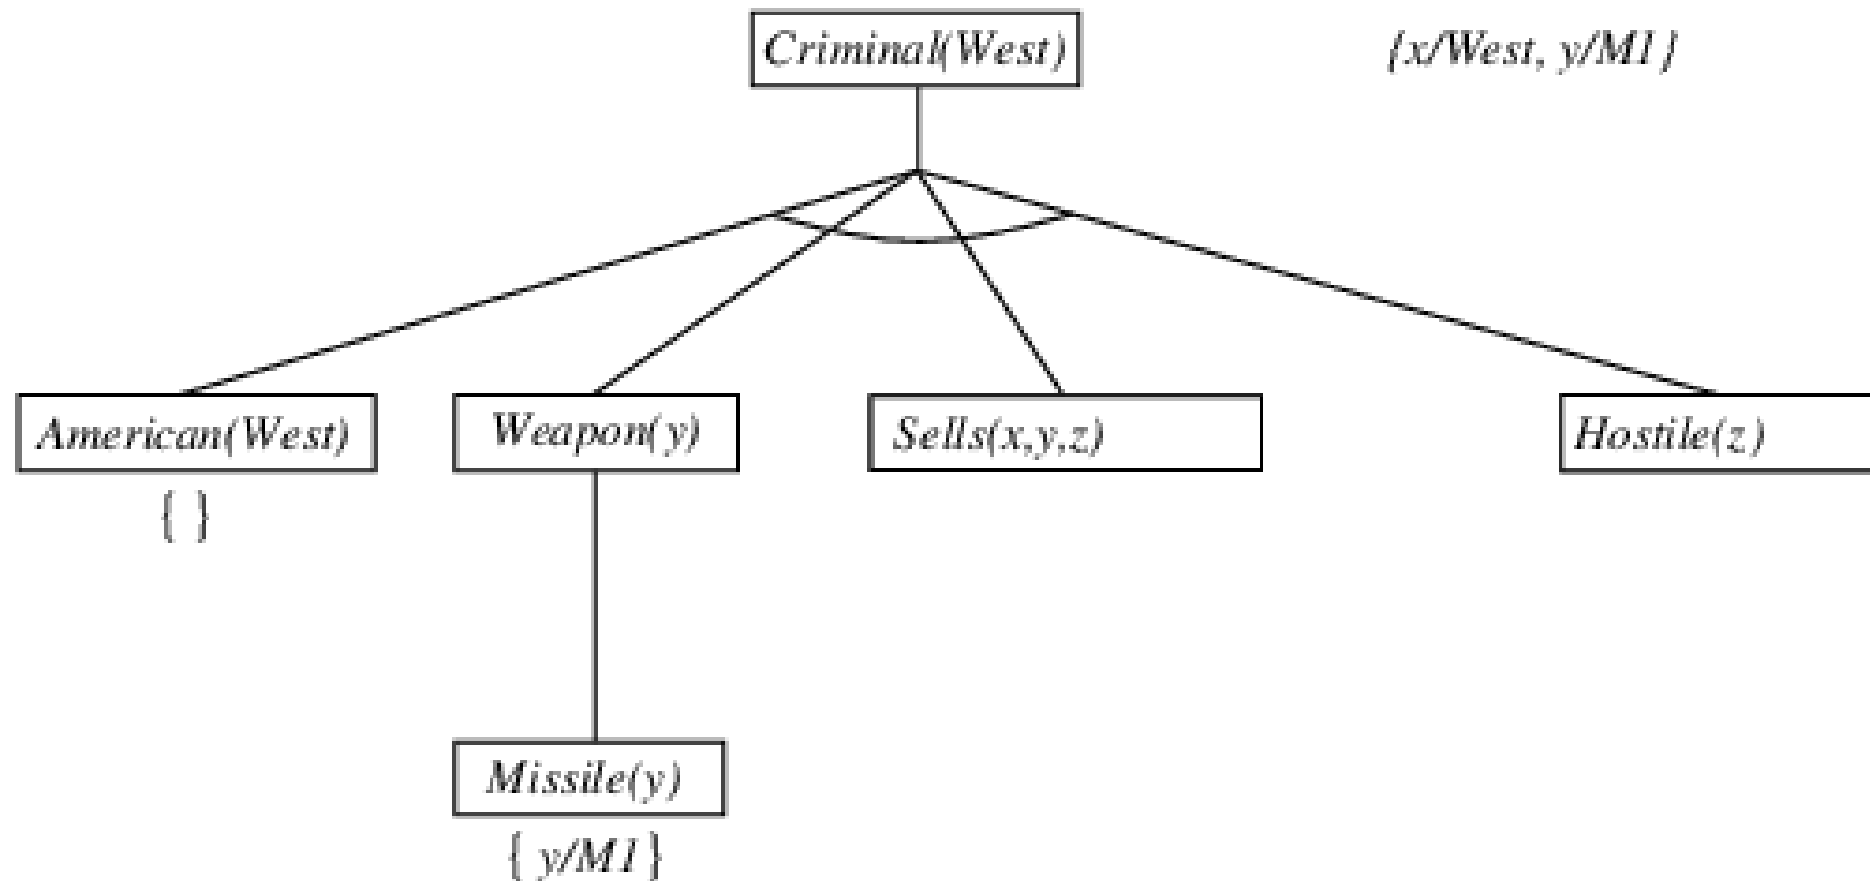 Criminal(West)
{x/West, y/M1}
American(West)
Weapon(y)
Sells(x,y,z)
Hostile(z)
{ }
Missile(y)
{ y/M1}